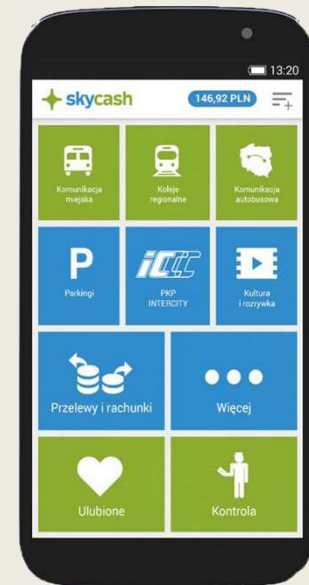 13:20
skycash
146,92 PLN
Komunikacja
miejska
Koleje
regionalne
Komunikacja
autobusowa
P
Parkingi
iC
PKP
INTERCITY
Kultura
i rozrywka
Przelewy i rachunki
Więcej
Ulubione
Kontrola